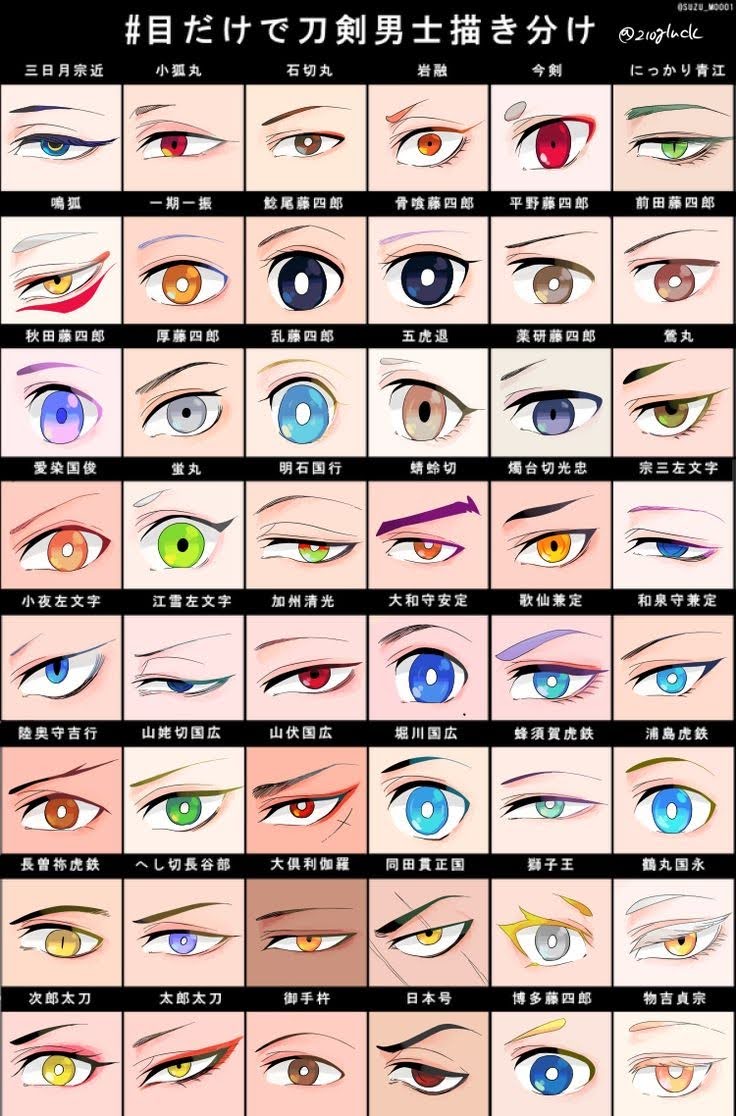 @SUZU_M0001
#目だけで刀剣男士描き分け @210gluck
三日月宗近 小狐丸 石切丸 岩融 今剣 にっかり青江
鳴狐 一期一振 鯰尾藤四郎 骨喰藤四郎 平野藤四郎 前田藤四郎
秋田藤四郎 厚藤四郎 乱藤四郎 五虎退 薬研藤四郎 鶯丸
愛染国俊 蛍丸 明石国行 蜻蛉切 燭台切光忠 宗三左文字
小夜左文字 江雪左文字 加州清光 大和守安定 歌仙兼定 和泉守兼定
陸奥守吉行 山姥切国広 山伏国広 堀川国広 蜂須賀虎鉄 浦島虎鉄
長曽祢虎鉄 へし切長谷部 大倶利伽羅 同田貫正国 獅子王 鶴丸国永
次郎太刀 太郎太刀 御手杵 日本号 博多藤四郎 物吉貞宗